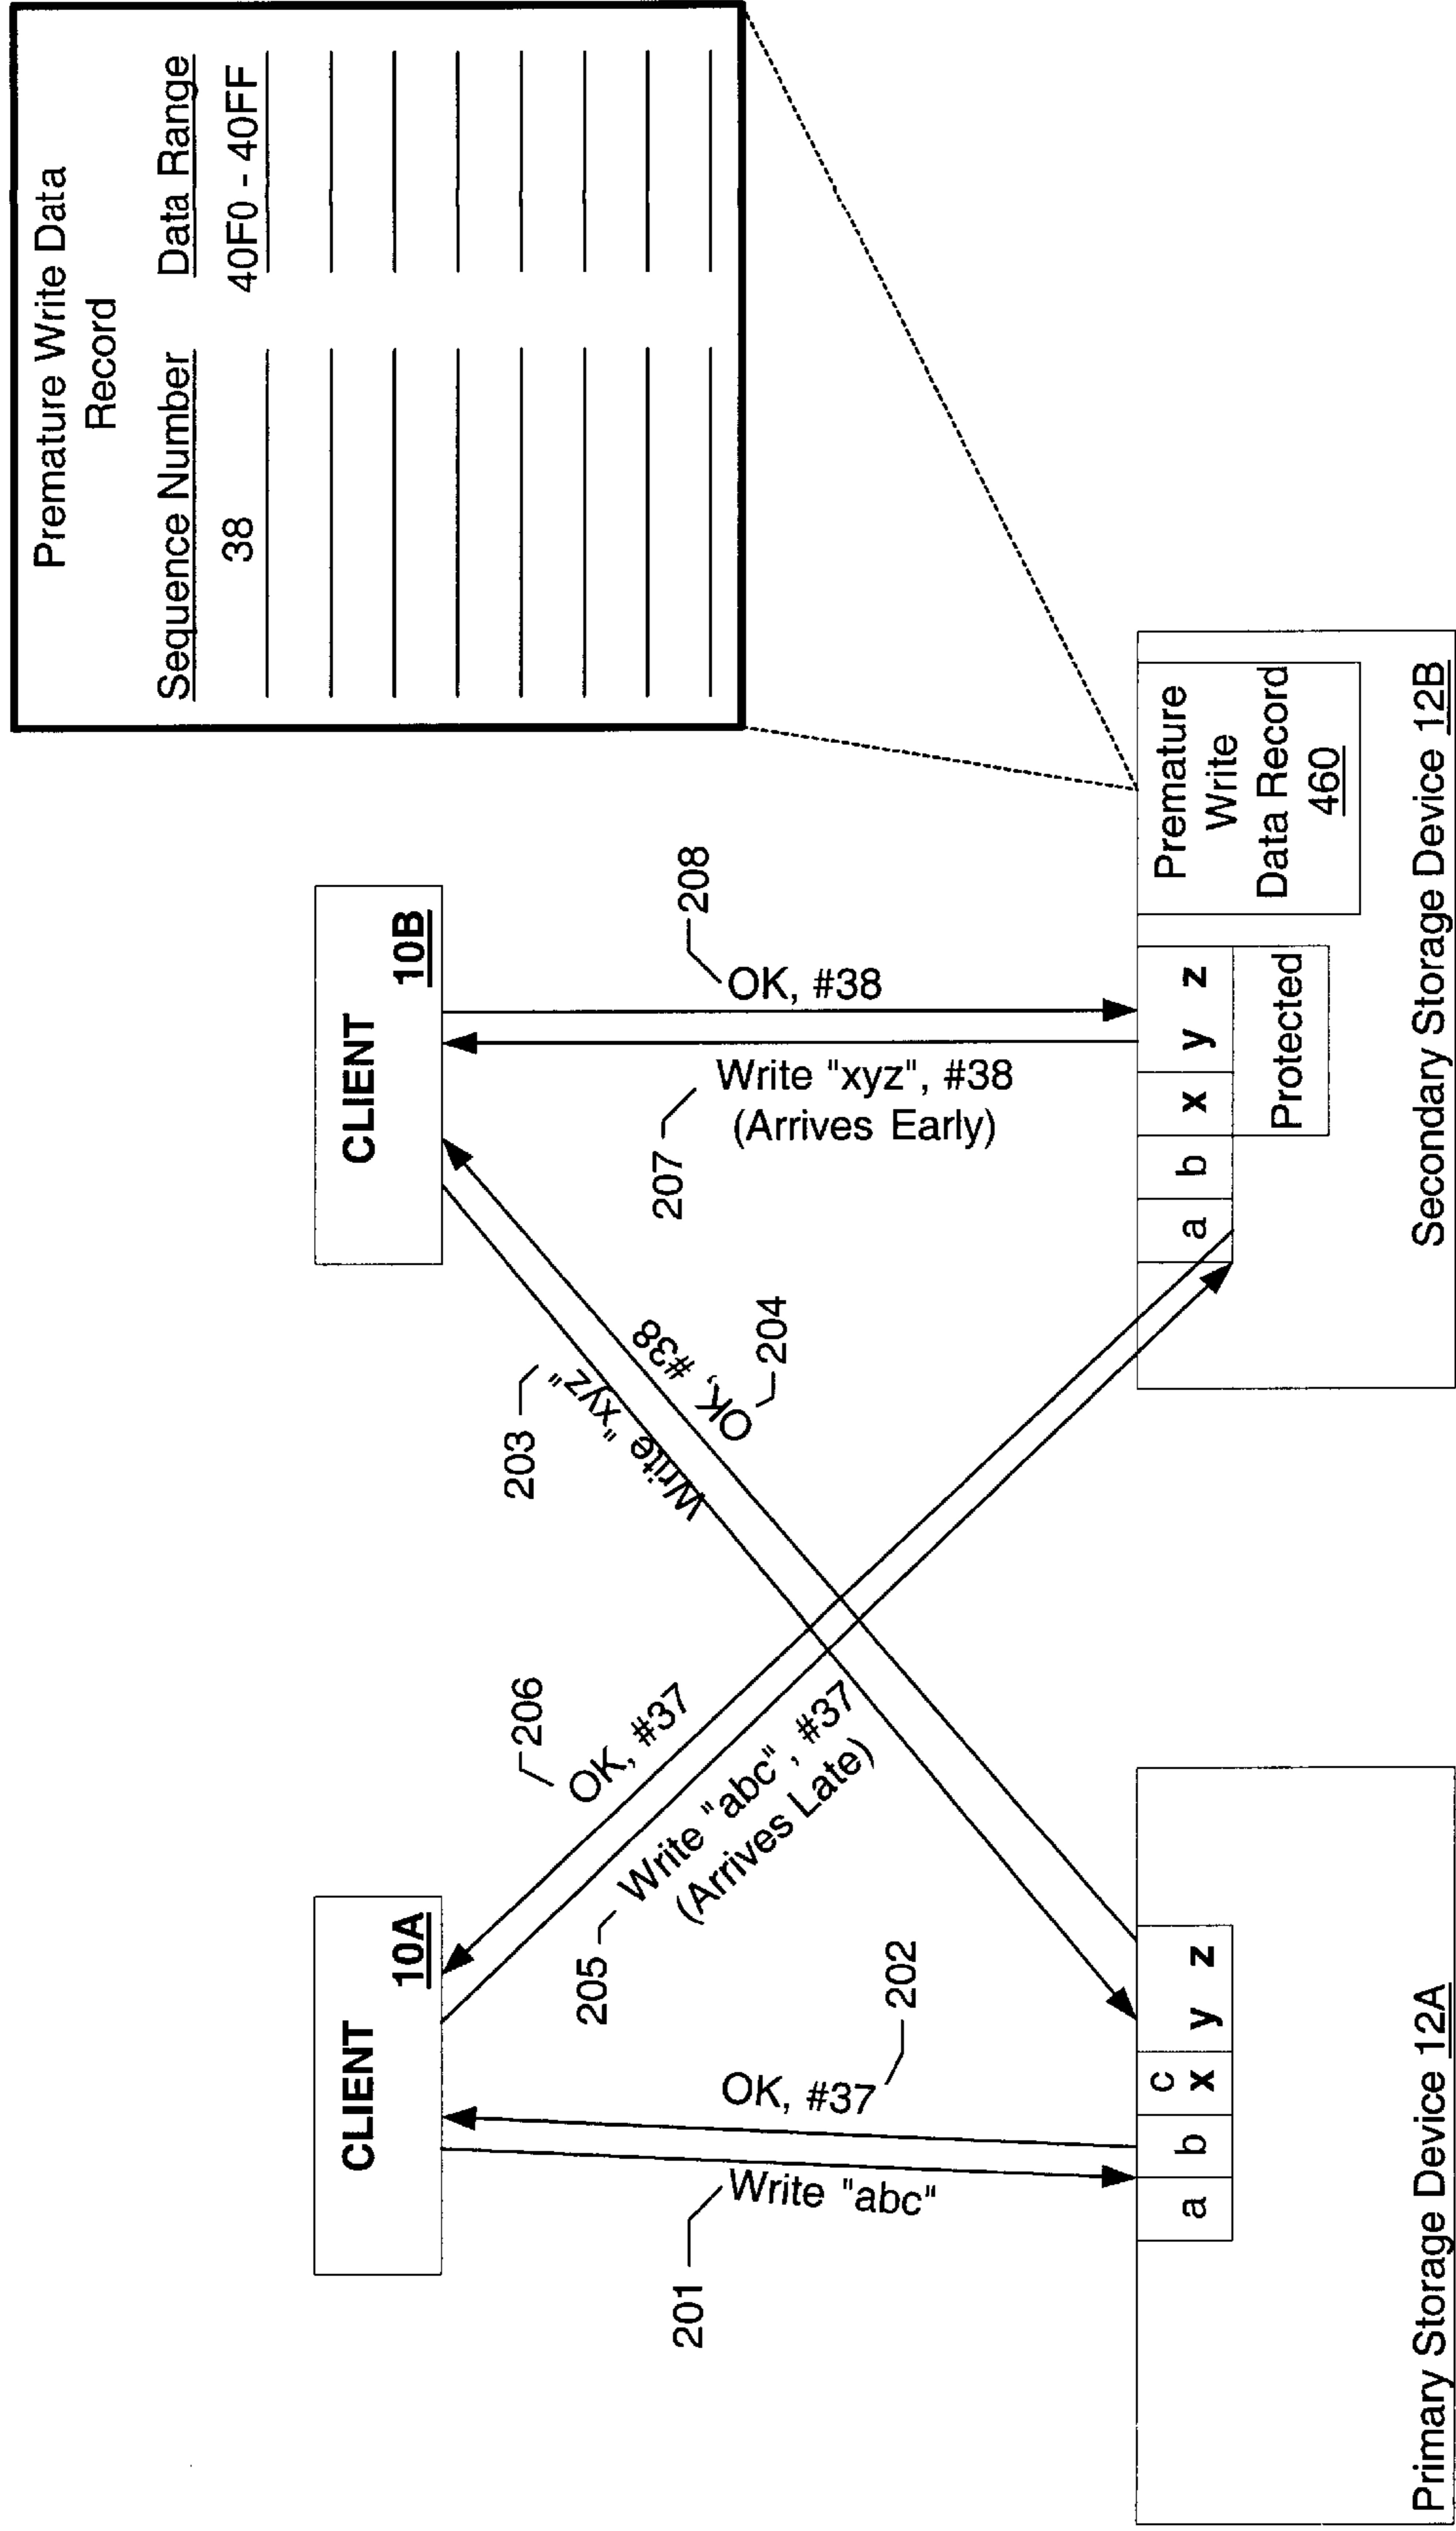 Premature Write Data
Record
Sequence Number Data Range
38 40F0 - 40FF
CLIENT
10A
CLIENT
10B
201
Write "abc"
OK, #37
202
203
Write "xyz"
OK, #38
204
205
Write "abc", #37
(Arrives Late)
206
OK, #37
207
Write "xyz", #38
(Arrives Early)
208
OK, #38
a b c
x y z
Primary Storage Device 12A
a b x y z
Protected
Premature
Write
Data Record
460
Secondary Storage Device 12B